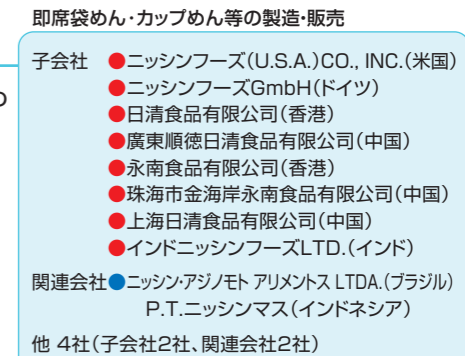 即席袋めん・カップめん等の製造・販売
子会社 ●ニッシンフーズ(U.S.A.)CO., INC.(米国)
●ニッシンフーズGmbH(ドイツ)
●日清食品有限公司(香港)
●廣東順徳日清食品有限公司(中国)
●永南食品有限公司(香港)
●珠海市金海岸永南食品有限公司(中国)
●上海日清食品有限公司(中国)
●インドニッシンフーズLTD.(インド)
関連会社●ニッシン・アジノモト アリメントス LTDA.(ブラジル)
P.T.ニッシンマス(インドネシア)
他 4社(子会社2社、関連会社2社)